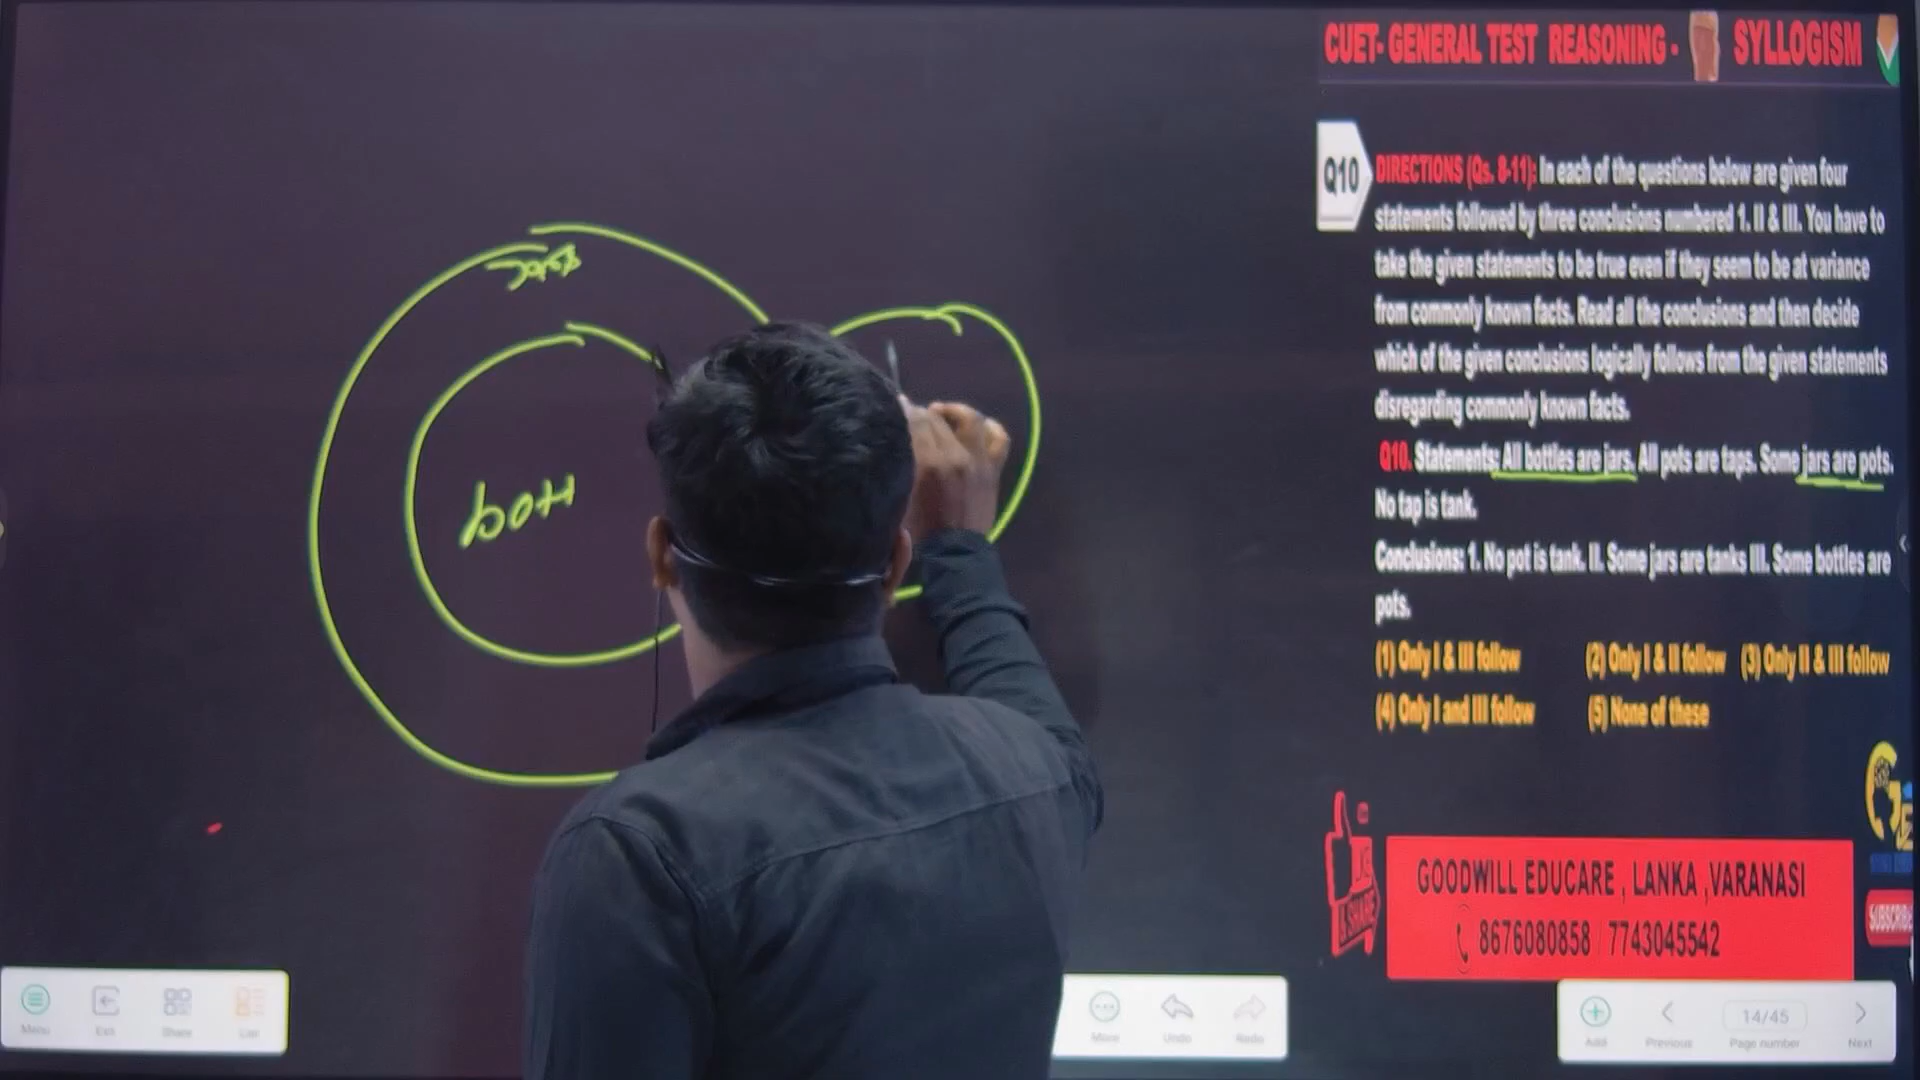 CUET- GENERAL TEST REASONING - SYLLOGISM
Q10
DIRECTIONS (Qs. 8-11): In each of the questions below are given four
statements followed by three conclusions numbered 1. II & III. You have to
take the given statements to be true even if they seem to be at variance
from commonly known facts. Read all the conclusions and then decide
which of the given conclusions logically follows from the given statements
disregarding commonly known facts.
Q10. Statements: All bottles are jars. All pots are taps. Some jars are pots.
No tap is tank.
Conclusions: 1. No pot is tank. II. Some jars are tanks III. Some bottles are
pots.
(1) Only I & III follow (2) Only I & II follow (3) Only II & III follow
(4) Only I and III follow (5) None of these
LIKE
& SHARE
GOODWILL EDUCARE , LANKA ,VARANASI
8676080858 / 7743045542
SUBSCRIBE
Menu Exit Share
More Undo Redo
Add Previous 14/45 Page number Next